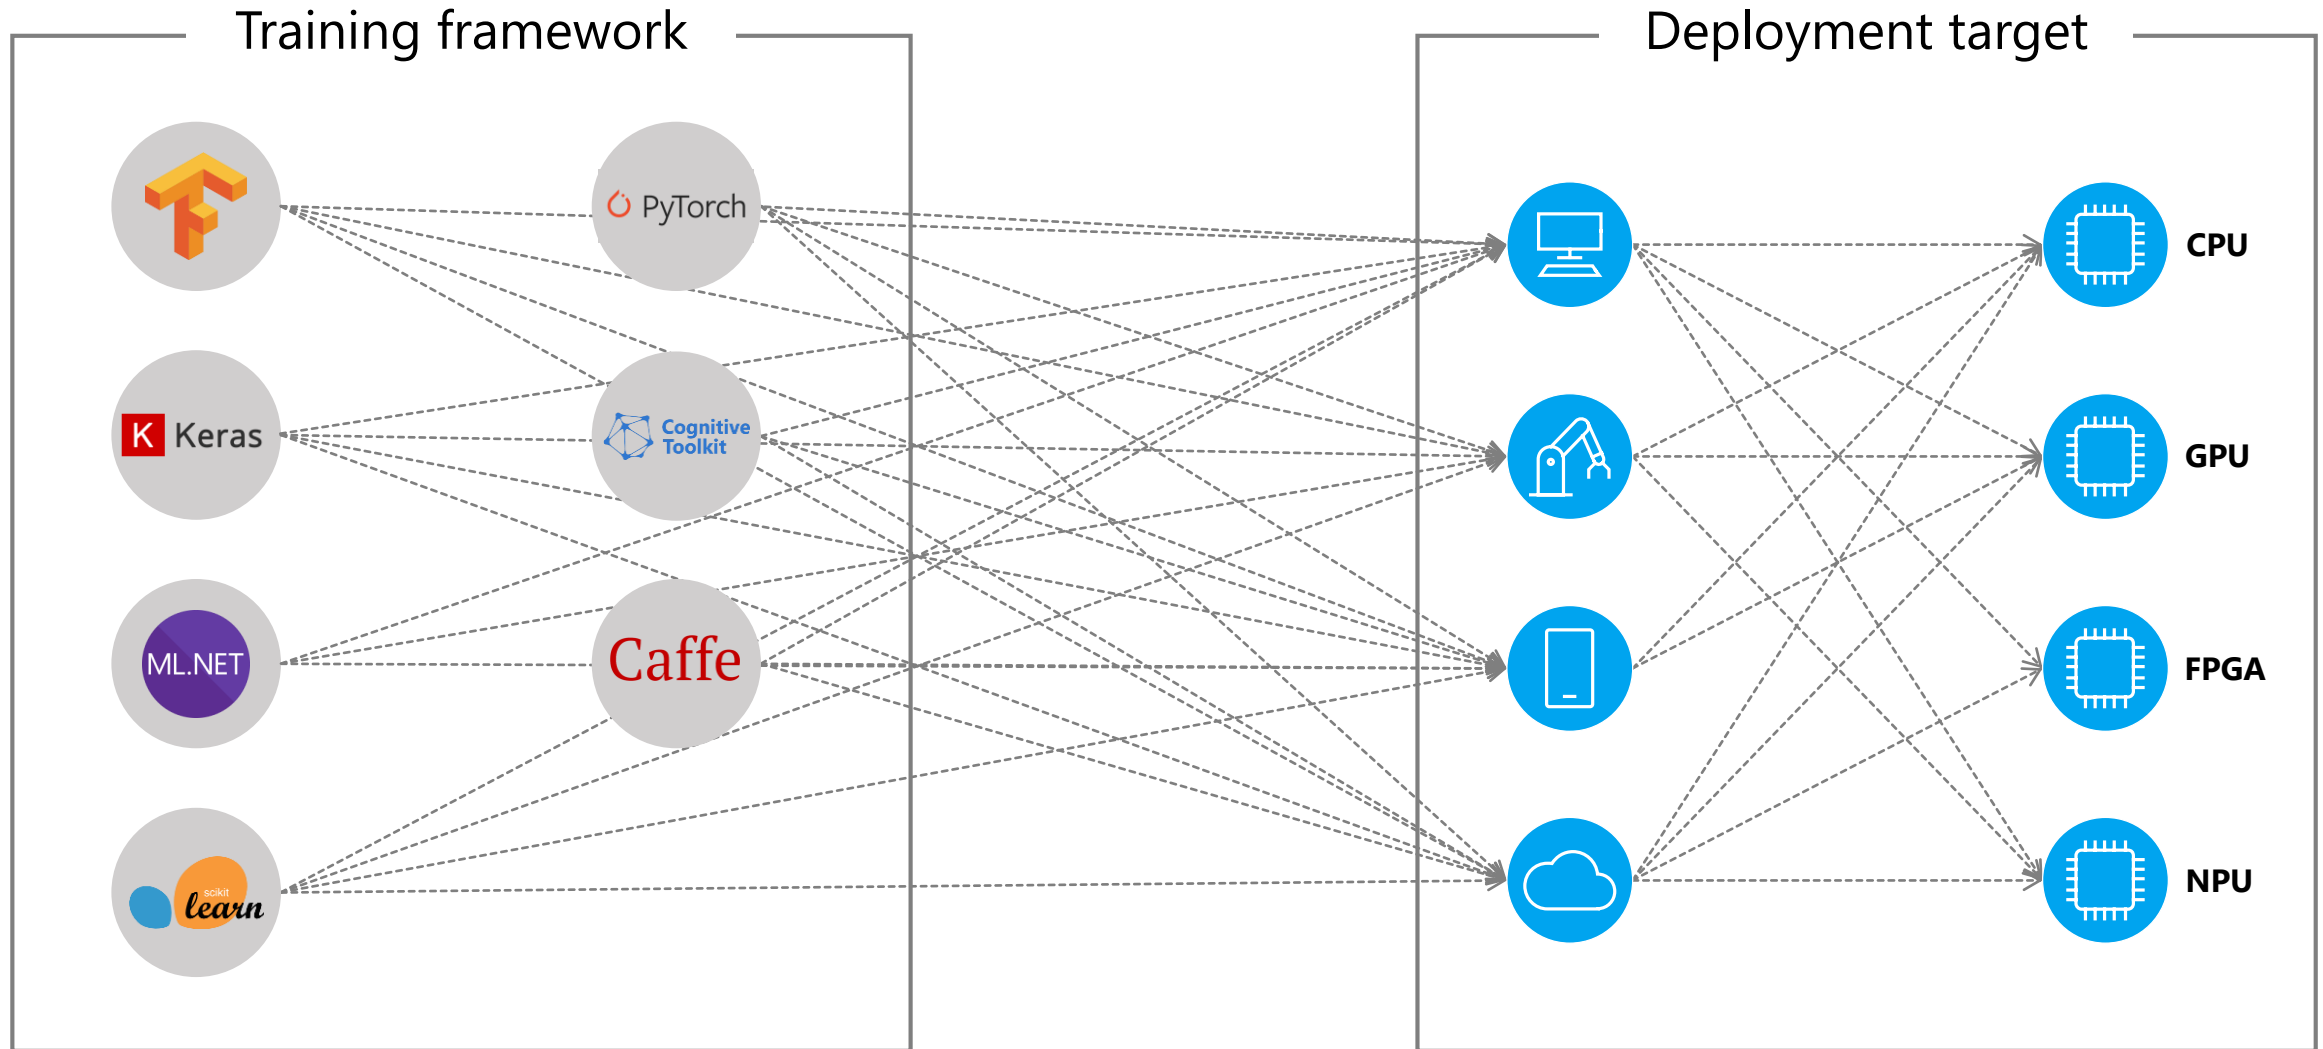 Training framework
Deployment target
PyTorch
K Keras
Cognitive
Toolkit
ML.NET
Caffe
scikit
learn
CPU
GPU
FPGA
NPU